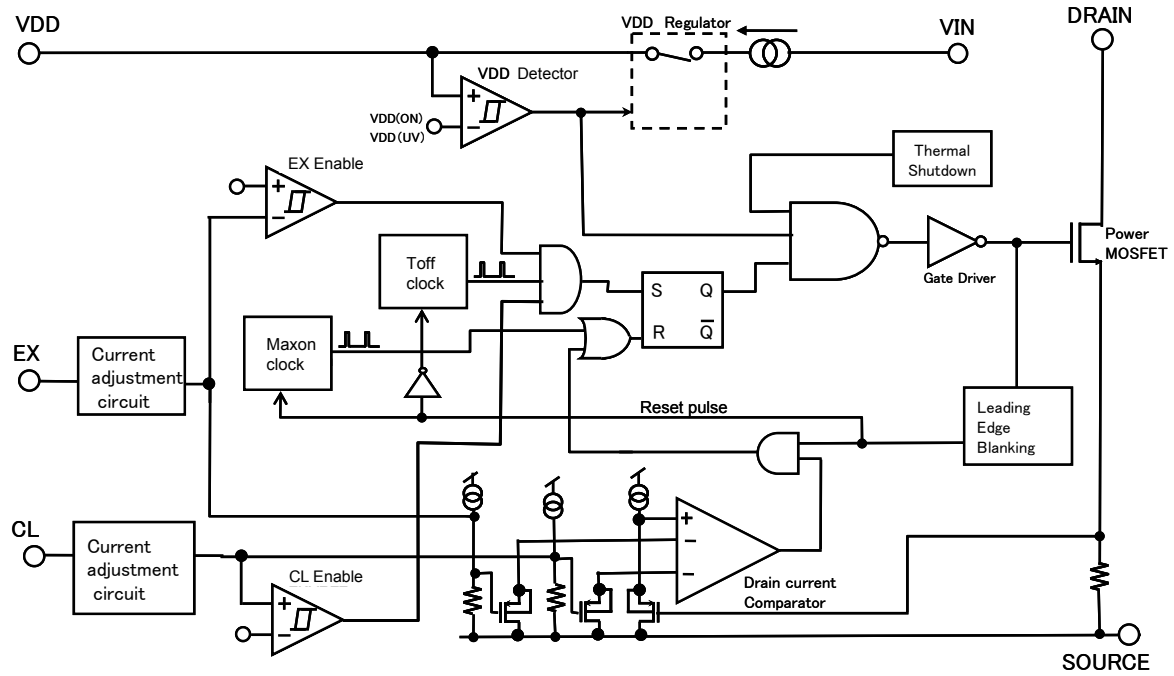 VDD
VDD Regulator
VIN
DRAIN
VDD Detector
VDD(ON)
VDD(UV)
EX Enable
Thermal
Shutdown
Power
MOSFET
Gate Driver
Toff
clock
S Q
R Q̅
Maxon
clock
EX
Current
adjustment
circuit
Reset pulse
Leading
Edge
Blanking
CL
Current
adjustment
circuit
CL Enable
Drain current
Comparator
SOURCE
+
−
+
−
+
−
−
+
−